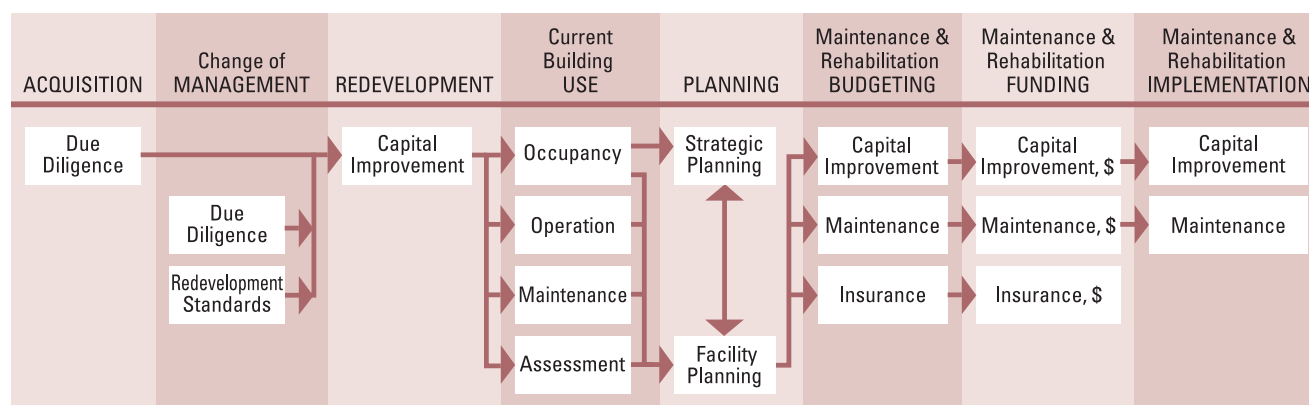 ACQUISITION
Change of
MANAGEMENT
REDEVELOPMENT
Current
Building
USE
PLANNING
Maintenance &
Rehabilitation
BUDGETING
Maintenance &
Rehabilitation
FUNDING
Maintenance &
Rehabilitation
IMPLEMENTATION
Due
Diligence
Due
Diligence
Redevelopment
Standards
Capital
Improvement
Occupancy
Operation
Maintenance
Assessment
Strategic
Planning
Facility
Planning
Capital
Improvement
Maintenance
Insurance
Capital
Improvement, $
Maintenance, $
Insurance, $
Capital
Improvement
Maintenance